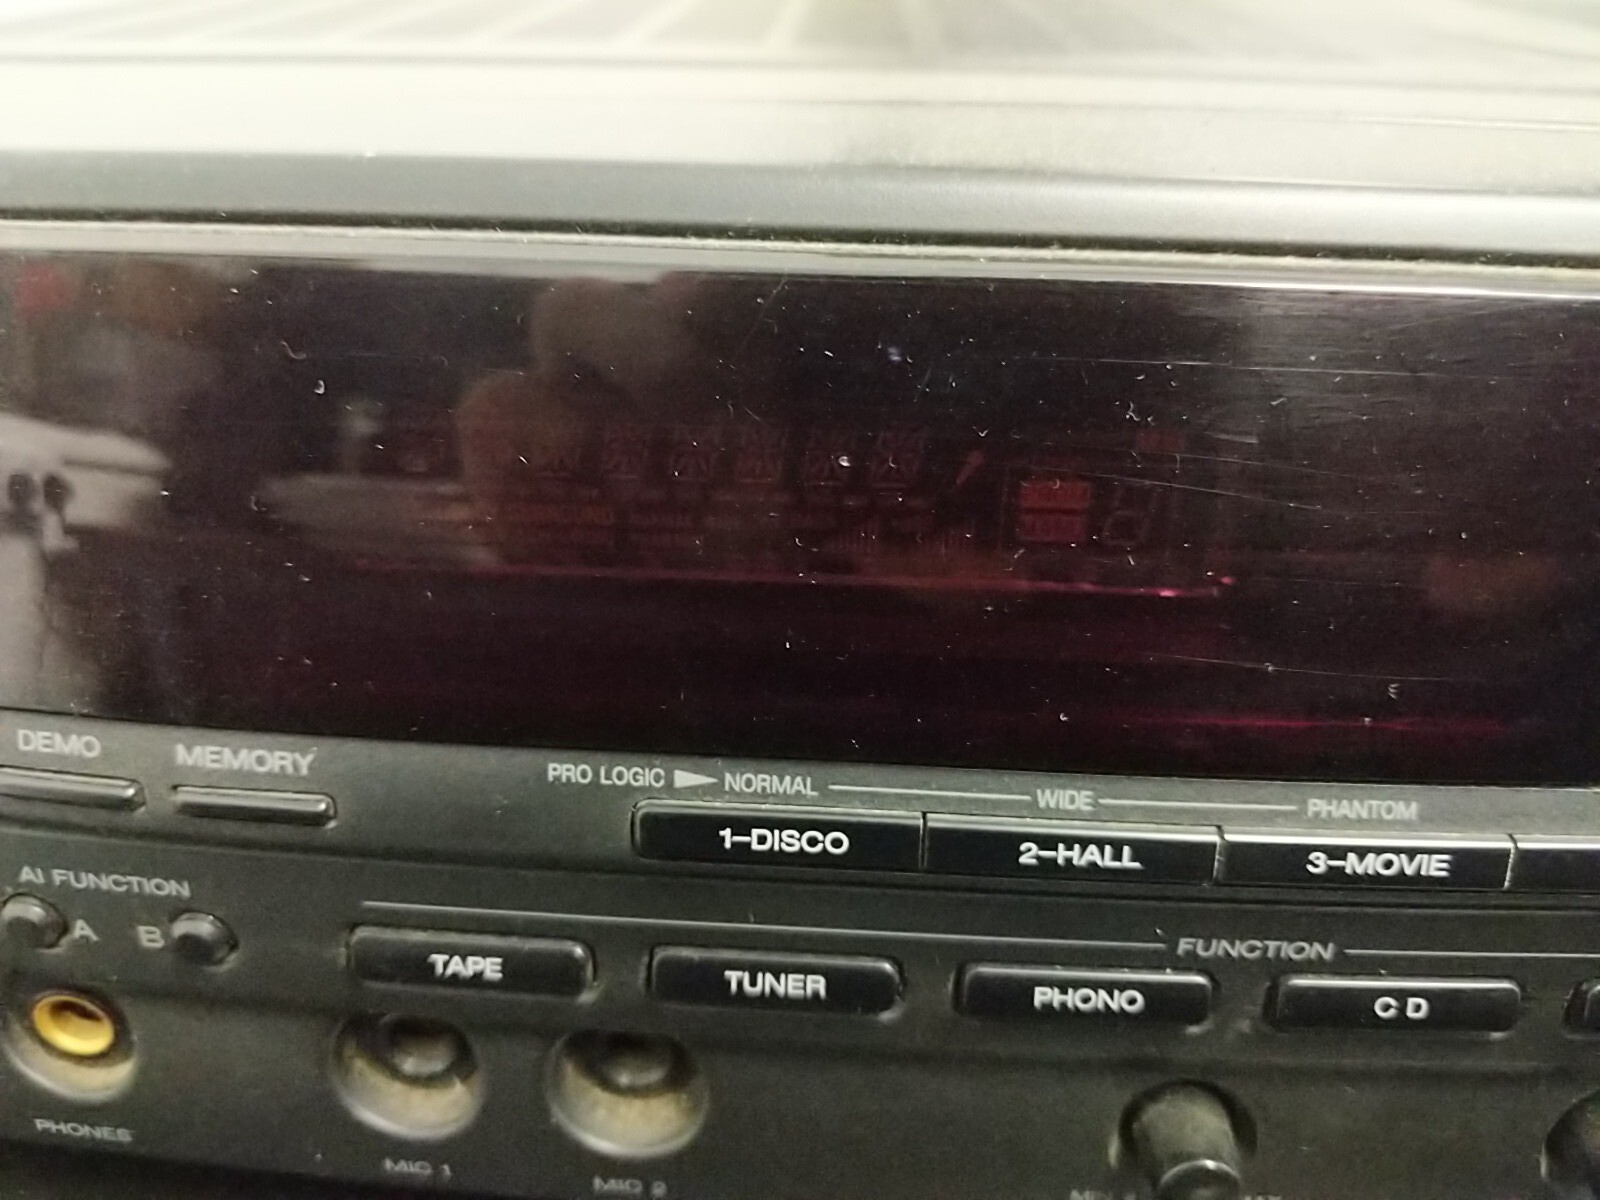 DEMO
MEMORY
PRO LOGIC NORMAL WIDE PHANTOM
1-DISCO
2-HALL
3-MOVIE
AI FUNCTION
A B
FUNCTION
TAPE
TUNER
PHONO
CD
PHONES
MIC 1
MIC 2